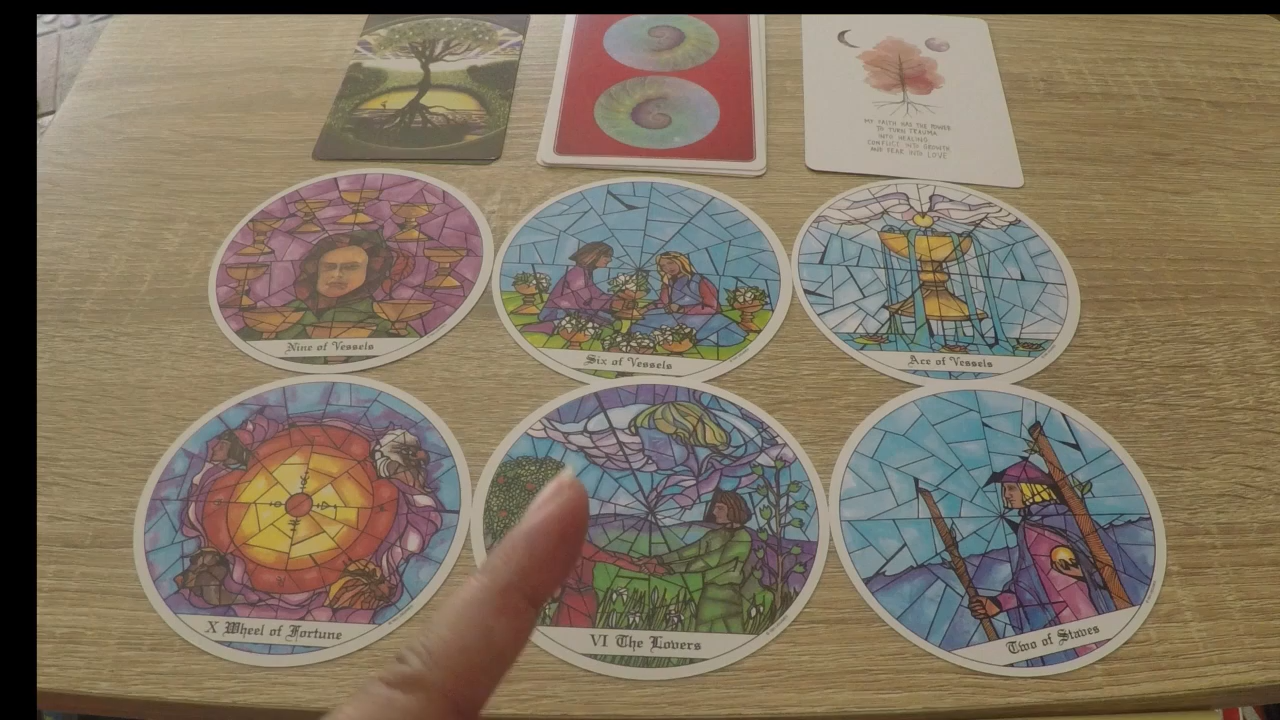 MY FAITH HAS THE POWER
TO TURN TRAUMA
INTO HEALING,
CONFLICT INTO GROWTH
AND FEAR INTO LOVE
Nine of Vessels
Six of Vessels
Ace of Vessels
X Wheel of Fortune
VI The Lovers
Two of Staves